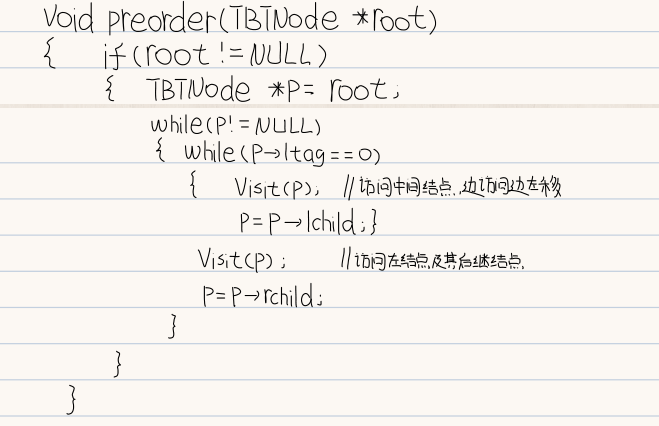 Void preorder(TBTNode *root)
{ if(root != NULL)
{ TBTNode *P = root;
while(P != NULL)
{ while(P→ltag == 0)
{ Visit(p); //访问中间结点,边访问边左移
P = P→lchild;}
Visit(p); //访问左结点及其后继结点.
P = P→rchild;
}
}
}